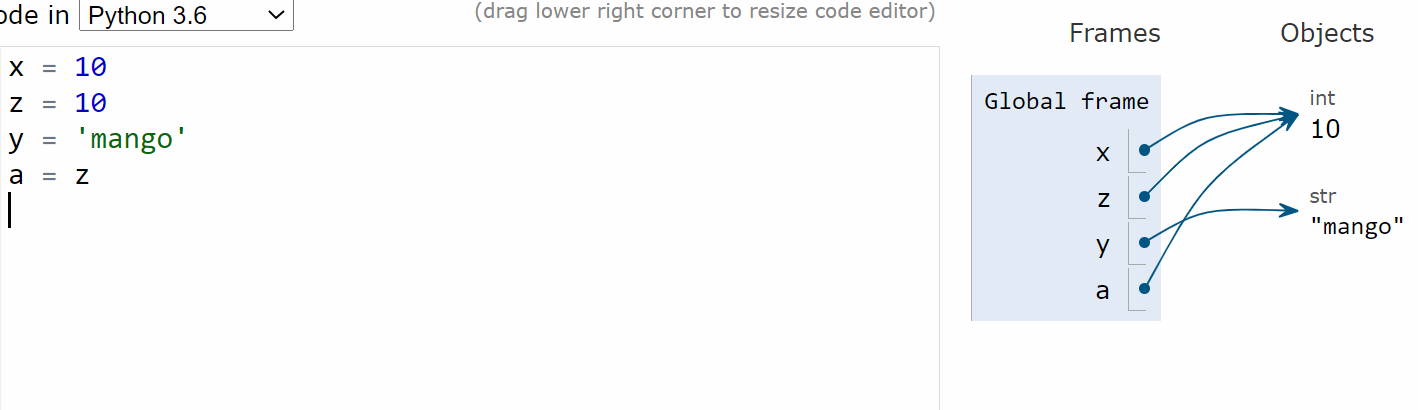 ode in Python 3.6
(drag lower right corner to resize code editor)
x = 10
z = 10
y = 'mango'
a = z
Frames Objects
Global frame
x
z
y
a
int
10
str
"mango"